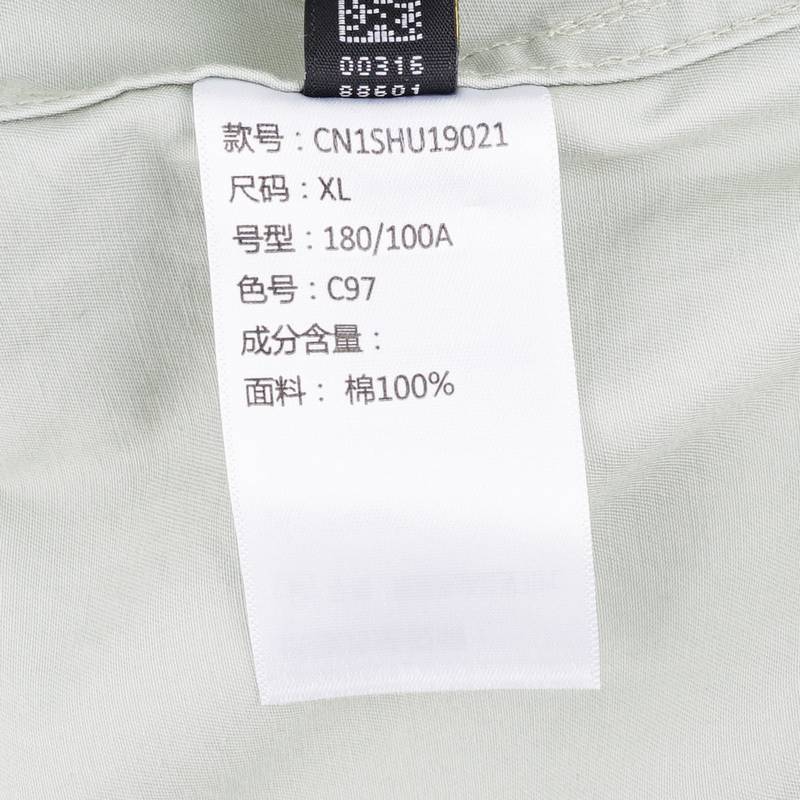 00316
88601
款号：CN1SHU19021
尺码：XL
号型：180/100A
色号：C97
成分含量：
面料： 棉100%